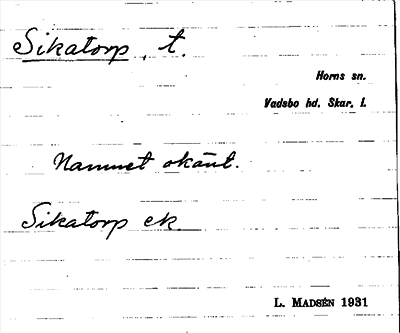 Sikatorp, t.
Horns sn.
Vadsbo hd. Skar. l.
Namnet okänt.
Sikatorp ek.
L. MADSÉN 1931